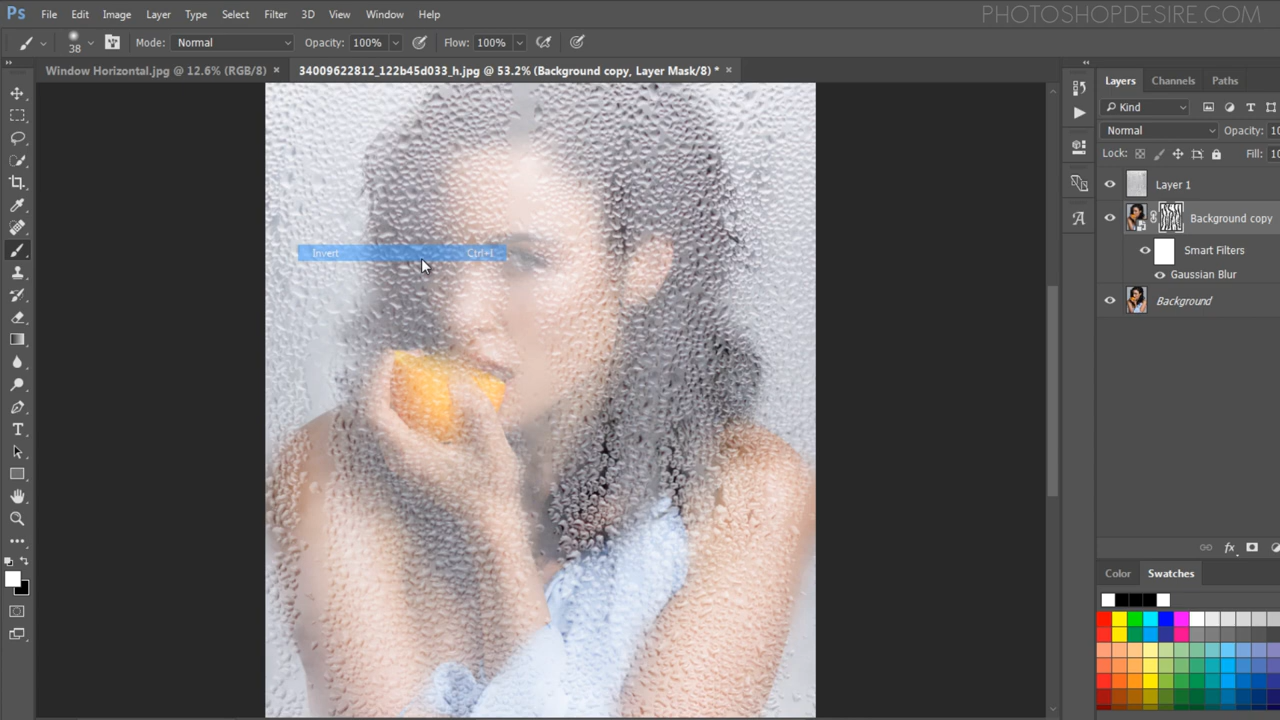 PHOTOSHOPDESIRE.COM
Ps File Edit Image Layer Type Select Filter 3D View Window Help
38 Mode: Normal Opacity: 100% Flow: 100%
Window Horizontal.jpg @ 12.6% (RGB/8) × 34009622812_122b45d033_h.jpg @ 53.2% (Background copy, Layer Mask/8) * ×
Layers Channels Paths
Kind
Normal Opacity: 10
Lock: Fill: 10
Layer 1
Background copy
Smart Filters
Gaussian Blur
Background
Invert Ctrl+I
Color Swatches